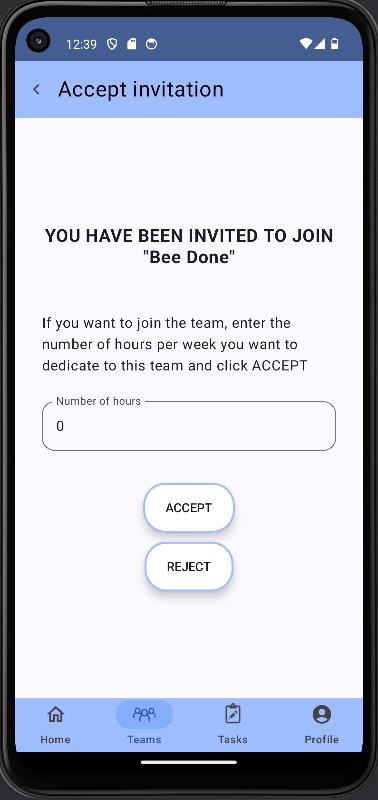 12:39
Accept invitation
YOU HAVE BEEN INVITED TO JOIN
"Bee Done"
If you want to join the team, enter the
number of hours per week you want to
dedicate to this team and click ACCEPT
Number of hours
0
ACCEPT
REJECT
Home Teams Tasks Profile